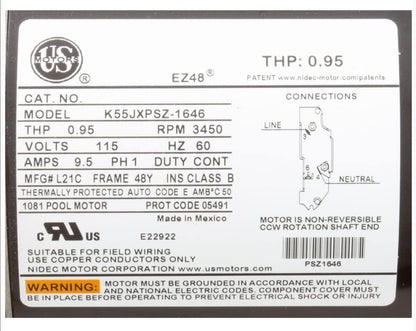 US
MOTORS
®
EZ48®
THP: 0.95
PATENT www.nidec-motor.com/patents
CAT. NO.
MODEL K55JXPSZ-1646
THP 0.95 RPM 3450
VOLTS 115 HZ 60
AMPS 9.5 PH 1 DUTY CONT
MFG# L21C FRAME 48Y INS CLASS B
THERMALLY PROTECTED AUTO CODE E AMB°C 50
1081 POOL MOTOR PROT CODE 05491
Made in Mexico
C RU US E22922
SUITABLE FOR FIELD WIRING
USE COPPER CONDUCTORS ONLY
NIDEC MOTOR CORPORATION www.usmotors.com
CONNECTIONS
LINE
3
6
4
NEUTRAL
MOTOR IS NON-REVERSIBLE
CCW ROTATION SHAFT END
PSZ1646
WARNING: MOTOR MUST BE GROUNDED IN ACCORDANCE WITH LOCAL
AND NATIONAL ELECTRIC CODES. COMPONENT COVER MUST
BE IN PLACE TO PREVENT ELECTRICAL SHOCK OR INJURY